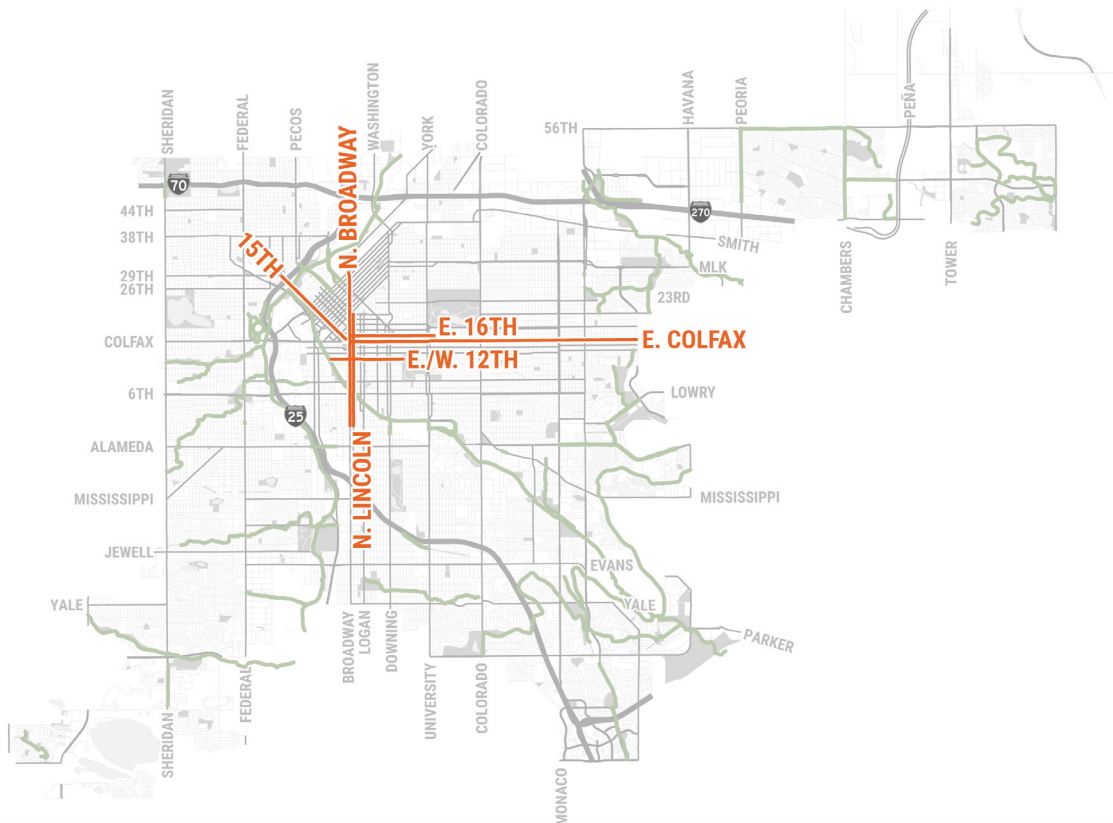 PEÑA
SHERIDAN
FEDERAL
PECOS
WASHINGTON
YORK
COLORADO
HAVANA
PEORIA
56TH
N. BROADWAY
70
270
44TH
38TH
15TH
SMITH
MLK
CHAMBERS
TOWER
29TH
26TH
23RD
E. 16TH
COLFAX
E. COLFAX
E./W. 12TH
6TH
LOWRY
25
ALAMEDA
N. LINCOLN
MISSISSIPPI
MISSISSIPPI
JEWELL
EVANS
YALE
YALE
PARKER
BROADWAY
LOGAN
DOWNING
UNIVERSITY
COLORADO
FEDERAL
SHERIDAN
MONACO